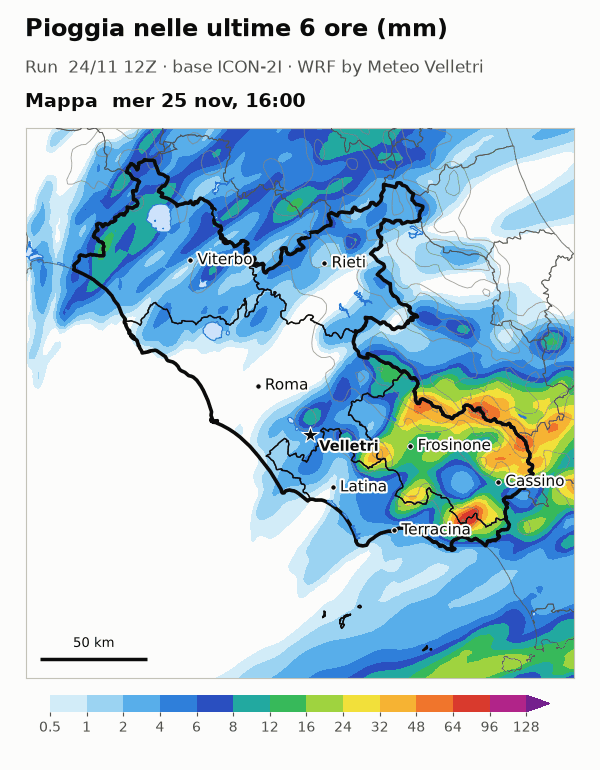 Pioggia nelle ultime 6 ore (mm)
Run  24/11 12Z · base ICON-2I · WRF by Meteo Velletri
Mappa  mer 25 nov, 16:00
Viterbo
Rieti
Roma
Velletri
Frosinone
Latina
Cassino
Terracina
50 km
0.5 1 2 4 6 8 12 16 24 32 48 64 96 128